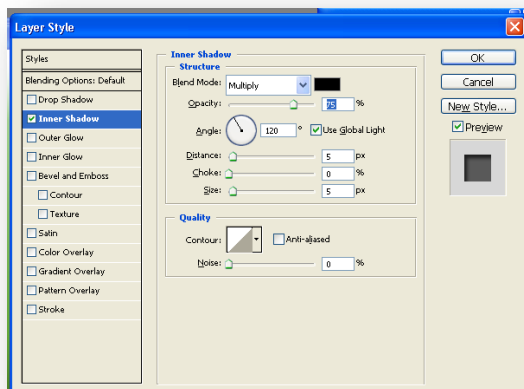 Layer Style
Styles
Blending Options: Default
Drop Shadow
Inner Shadow
Outer Glow
Inner Glow
Bevel and Emboss
Contour
Texture
Satin
Color Overlay
Gradient Overlay
Pattern Overlay
Stroke
Inner Shadow
Structure
Blend Mode: Multiply
Opacity: 75 %
Angle: 120 ° Use Global Light
Distance: 5 px
Choke: 0 %
Size: 5 px
Quality
Contour: Anti-aliased
Noise: 0 %
OK
Cancel
New Style...
Preview